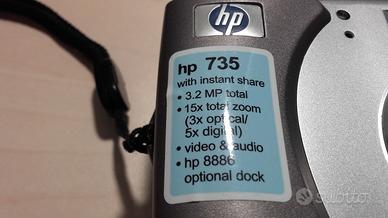 hp
hp 735
with instant share
• 3.2 MP total
• 15x total zoom
(3x optical/
5x digital)
• video & audio
• hp 8886
optional dock
subito